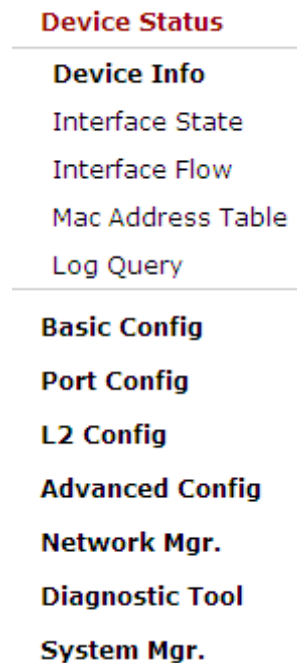 Device Status
Device Info
Interface State
Interface Flow
Mac Address Table
Log Query
Basic Config
Port Config
L2 Config
Advanced Config
Network Mgr.
Diagnostic Tool
System Mgr.